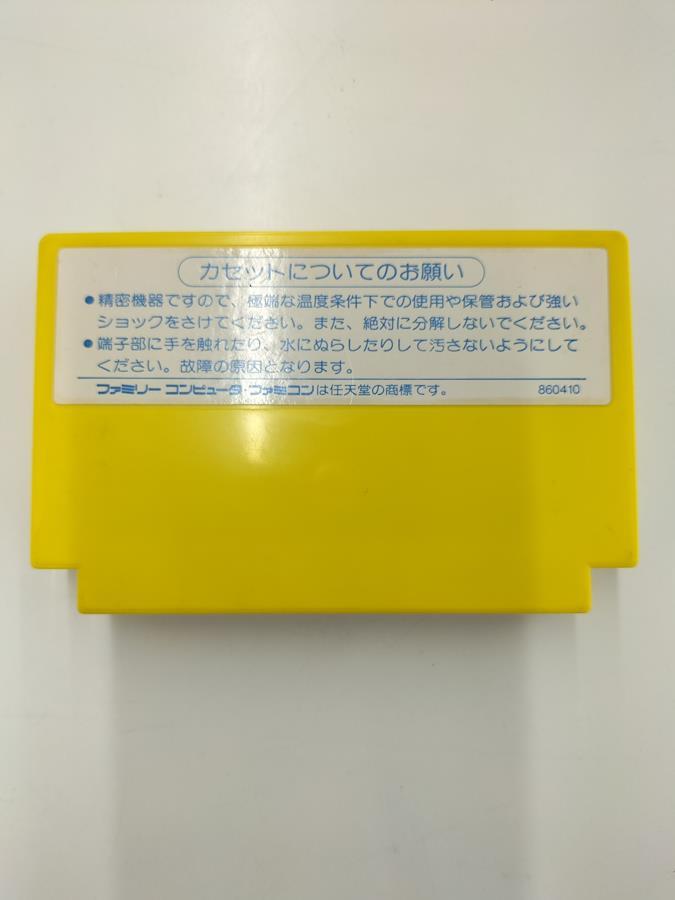 カセットについてのお願い
●精密機器ですので、極端な温度条件下での使用や保管および強い
ショックをさけてください。また、絶対に分解しないでください。
●端子部に手を触れたり、水にぬらしたりして汚さないようにして
ください。故障の原因となります。
ファミリー コンピュータ・ファミコンは任天堂の商標です。 860410